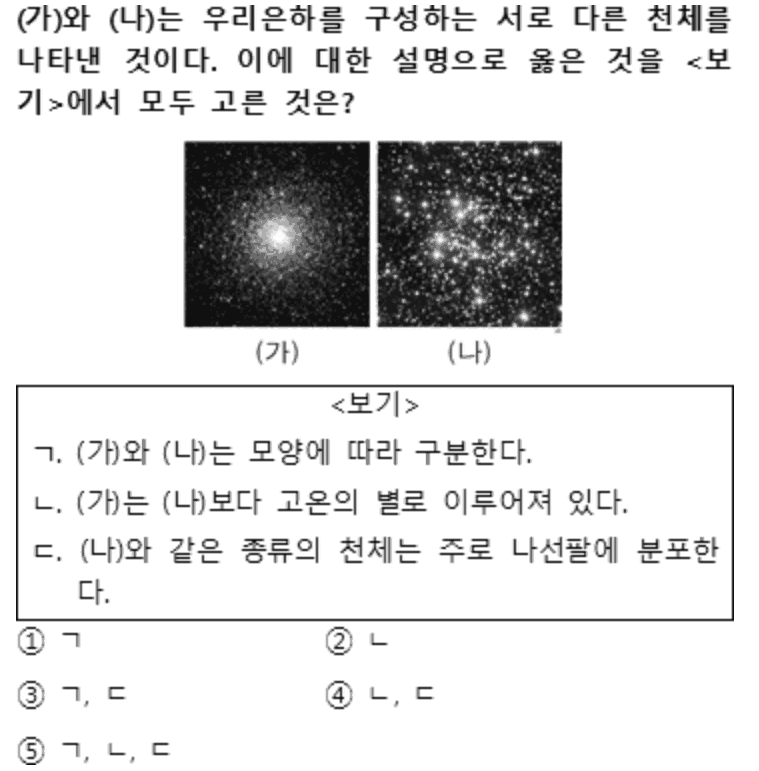 (가)와 (나)는 우리은하를 구성하는 서로 다른 천체를
나타낸 것이다. 이에 대한 설명으로 옳은 것을 <보
기>에서 모두 고른 것은?
(가) (나)
<보기>
ㄱ. (가)와 (나)는 모양에 따라 구분한다.
ㄴ. (가)는 (나)보다 고온의 별로 이루어져 있다.
ㄷ. (나)와 같은 종류의 천체는 주로 나선팔에 분포한
다.
① ㄱ ② ㄴ
③ ㄱ, ㄷ ④ ㄴ, ㄷ
⑤ ㄱ, ㄴ, ㄷ